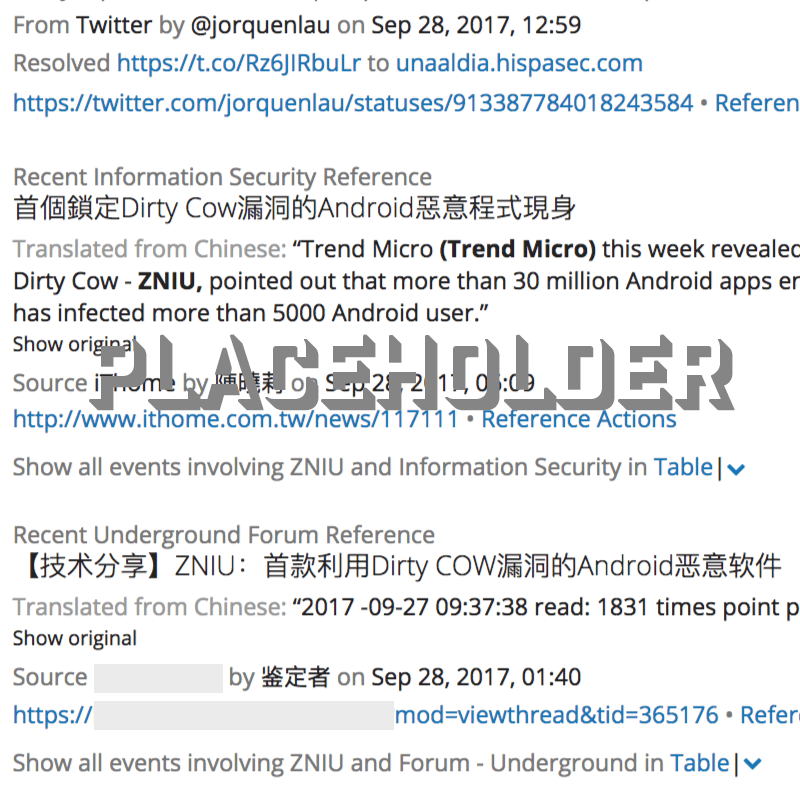 From Twitter by @jorquenlau on Sep 28, 2017, 12:59
Resolved https://t.co/Rz6JIRbuLr to unaaldia.hispasec.com
https://twitter.com/jorquenlau/statuses/913387784018243584 • Referen
Recent Information Security Reference
首個鎖定Dirty Cow漏洞的Android惡意程式現身
Translated from Chinese: “Trend Micro (Trend Micro) this week revealed
Dirty Cow - ZNIU, pointed out that more than 30 million Android apps er
has infected more than 5000 Android user.”
Show original
PLACEHOLDER
Source iThome by 陳曉莉 on Sep 28, 2017, 06:09
http://www.ithome.com.tw/news/117111 • Reference Actions
Show all events involving ZNIU and Information Security in Table|
Recent Underground Forum Reference
【技术分享】ZNIU：首款利用Dirty COW漏洞的Android恶意软件
Translated from Chinese: “2017 -09-27 09:37:38 read: 1831 times point p
Show original
Source by 鉴定者 on Sep 28, 2017, 01:40
https:// mod=viewthread&tid=365176 • Refer
Show all events involving ZNIU and Forum - Underground in Table|